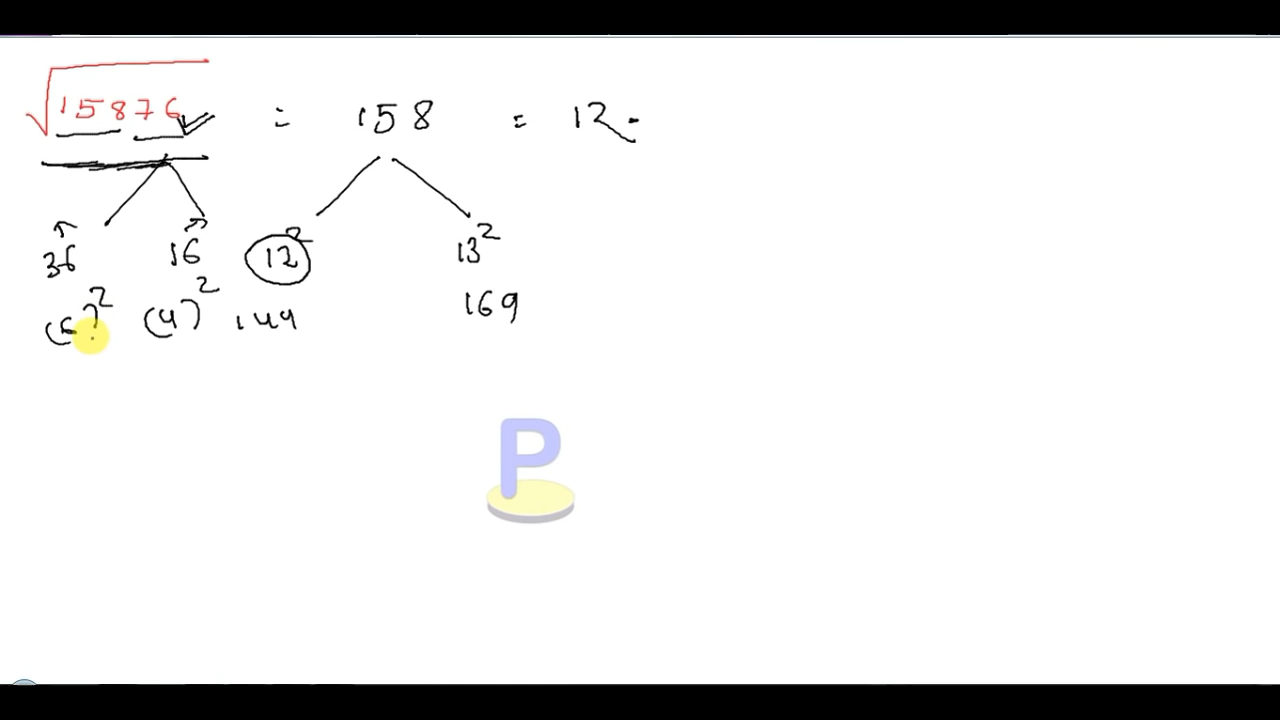 √15876 = 158 = 12
36 16 12² 13²
(6)² (4)² 144 169
P